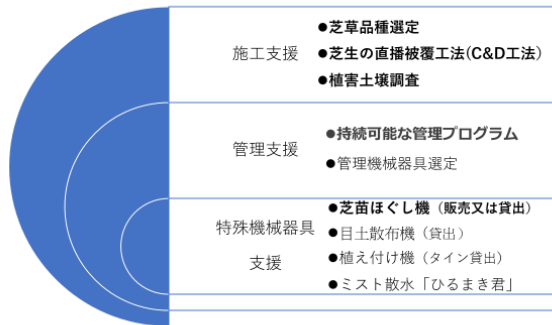 施工支援
●芝草品種選定
●芝生の直播被覆工法(C&D工法)
●植害土壌調査
管理支援
●持続可能な管理プログラム
●管理機械器具選定
特殊機械器具
支援
●芝苗ほぐし機（販売又は貸出）
●目土散布機（貸出）
●植え付け機（タイン貸出）
●ミスト散水「ひるまき君」